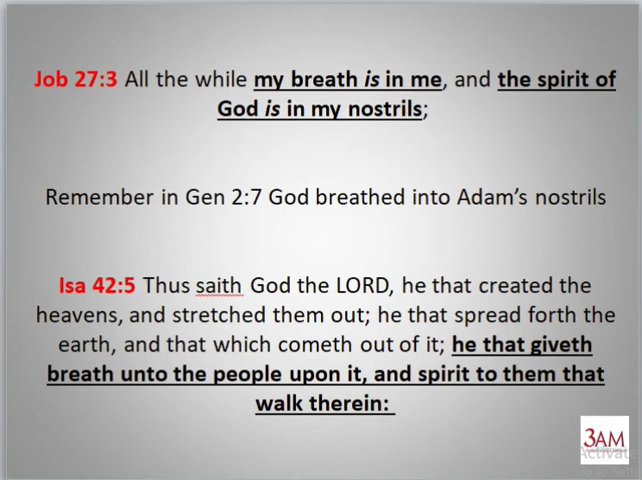 Job 27:3 All the while my breath is in me, and the spirit of
God is in my nostrils;
Remember in Gen 2:7 God breathed into Adam's nostrils
Isa 42:5 Thus saith God the LORD, he that created the
heavens, and stretched them out; he that spread forth the
earth, and that which cometh out of it; he that giveth
breath unto the people upon it, and spirit to them that
walk therein:
3AM
Activate